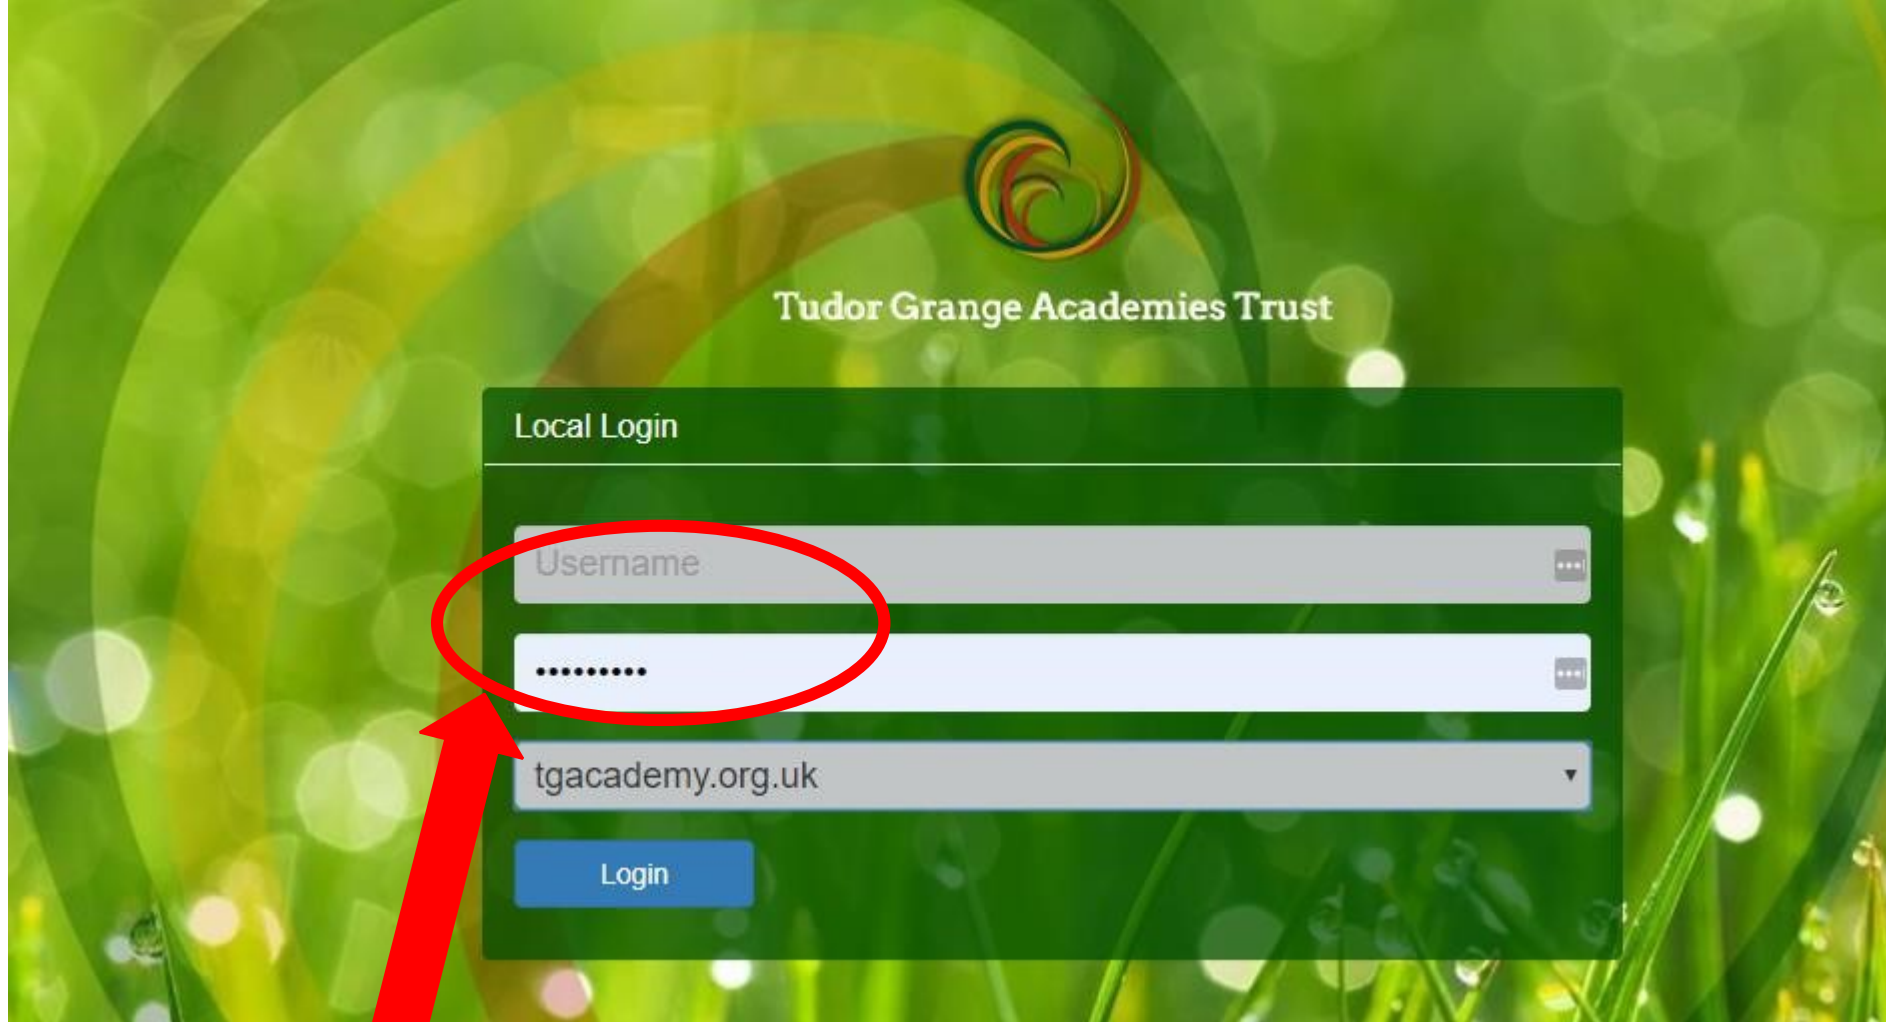 Tudor Grange Academies Trust
Local Login
Username
•••••••••
tgacademy.org.uk
Login